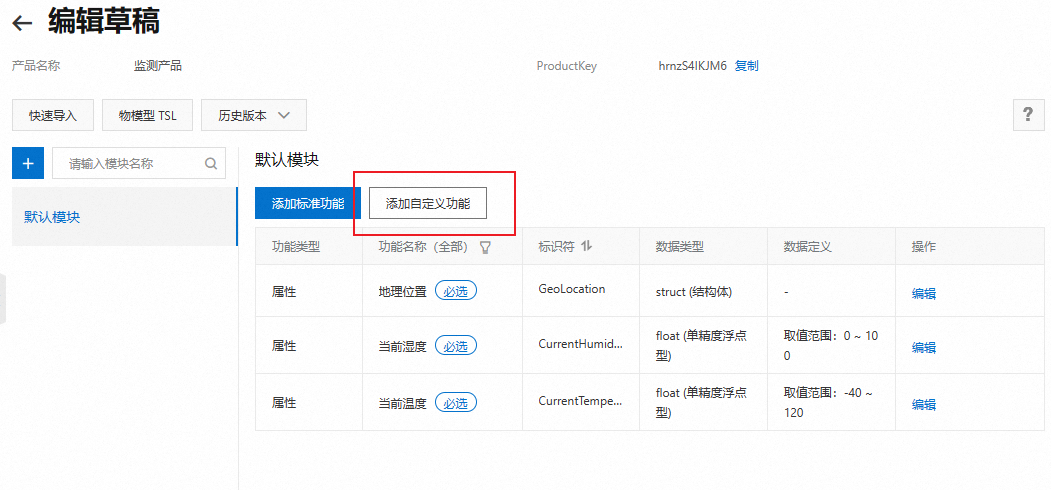 编辑草稿
产品名称 监测产品 ProductKey hrnzS4IKJM6 复制
快速导入 物模型 TSL 历史版本 ?
+ 请输入模块名称 默认模块
添加标准功能 添加自定义功能
默认模块
功能类型 功能名称（全部） 标识符 数据类型 数据定义 操作
属性 地理位置 必选 GeoLocation struct (结构体) - 编辑
属性 当前湿度 必选 CurrentHumid... float (单精度浮点
型) 取值范围：0 ~ 10
0 编辑
属性 当前温度 必选 CurrentTempe... float (单精度浮点
型) 取值范围：-40 ~
120 编辑